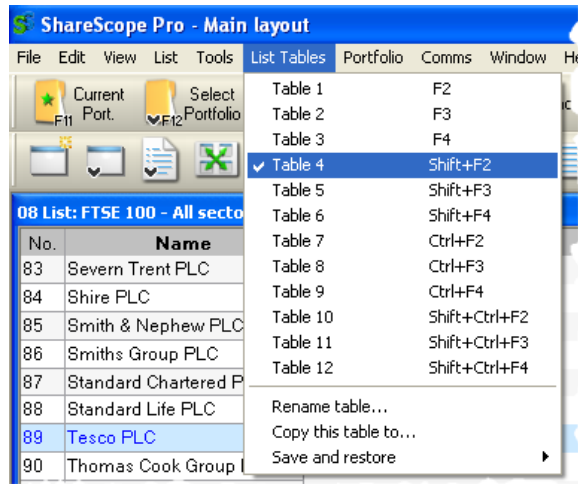 ShareScope Pro - Main layout
File Edit View List Tools List Tables Portfolio Comms Window
Current Port. F11
Select Portfolio F12
Table 1 F2
Table 2 F3
Table 3 F4
Table 4 Shift+F2
Table 5 Shift+F3
Table 6 Shift+F4
Table 7 Ctrl+F2
Table 8 Ctrl+F3
Table 9 Ctrl+F4
Table 10 Shift+Ctrl+F2
Table 11 Shift+Ctrl+F3
Table 12 Shift+Ctrl+F4
Rename table...
Copy this table to...
Save and restore
08 List: FTSE 100 - All secto
No. Name
83 Severn Trent PLC
84 Shire PLC
85 Smith & Nephew PLC
86 Smiths Group PLC
87 Standard Chartered P
88 Standard Life PLC
89 Tesco PLC
90 Thomas Cook Group